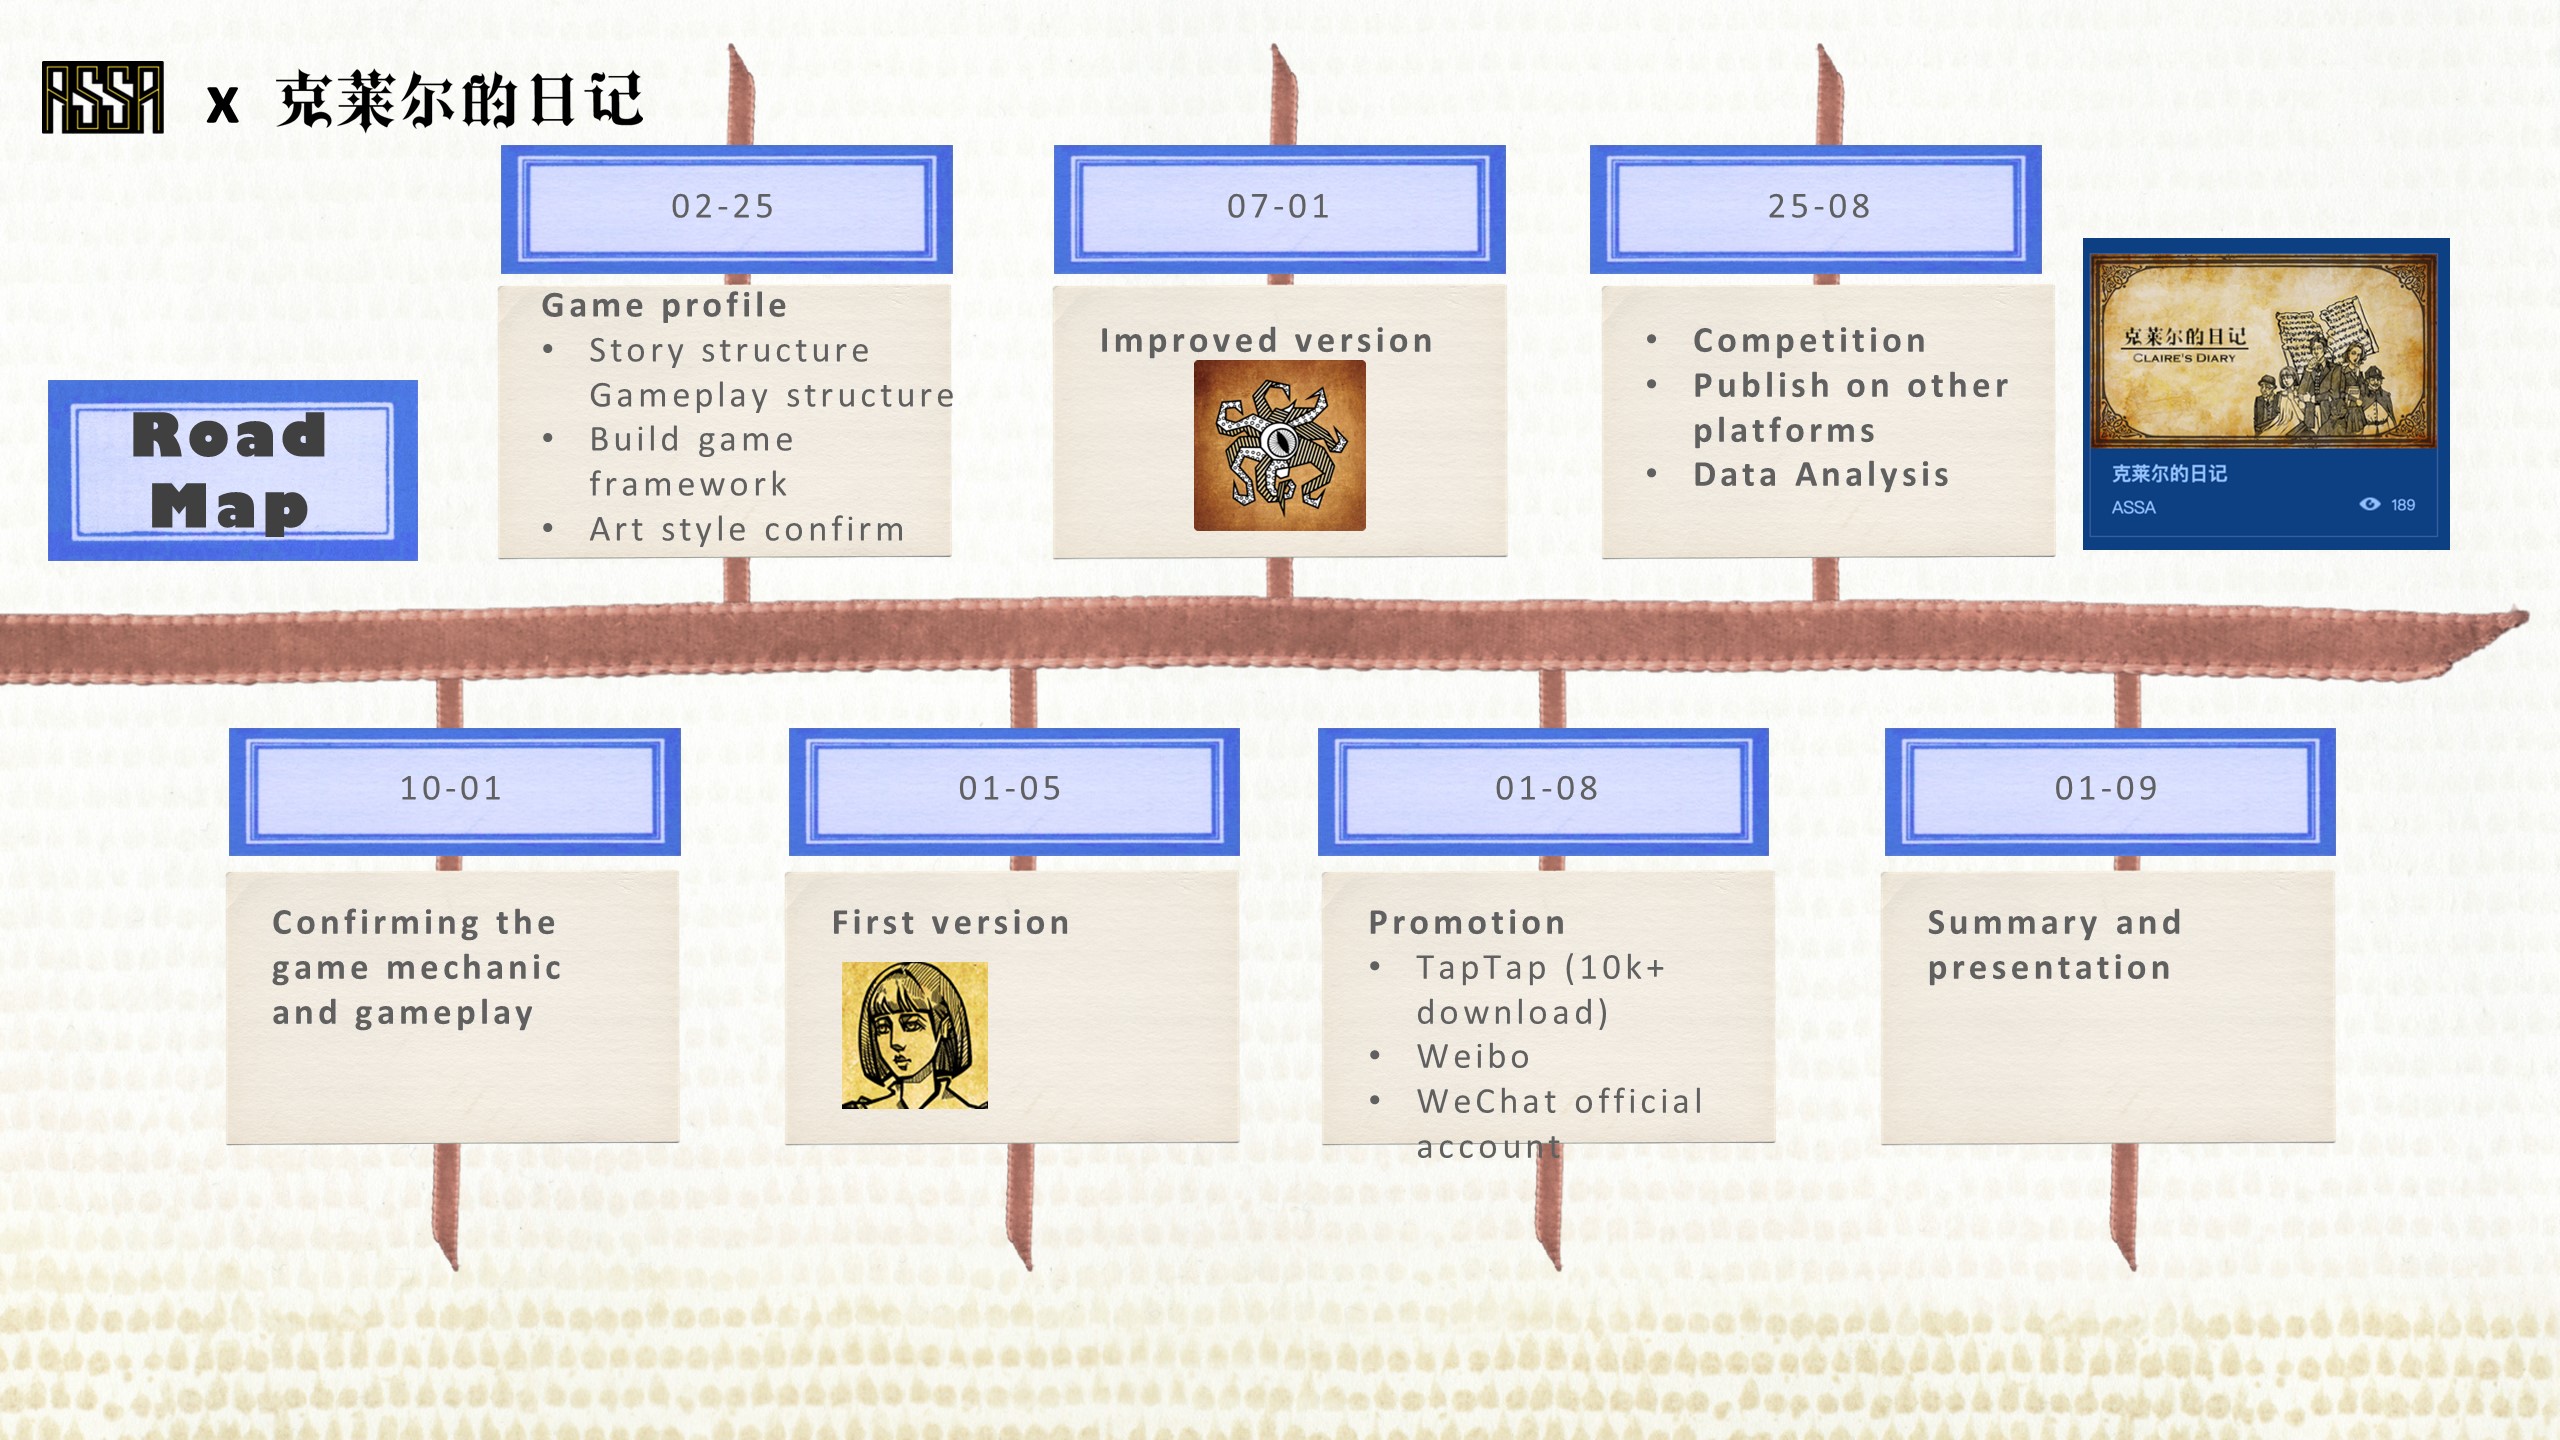 ASSA x 克莱尔的日记
Road
Map
02-25
Game profile
• Story structure
Gameplay structure
• Build game
framework
• Art style confirm
07-01
Improved version
25-08
• Competition
• Publish on other
platforms
• Data Analysis
克莱尔的日记
CLAIRE'S DIARY
克莱尔的日记
ASSA 189
10-01
Confirming the
game mechanic
and gameplay
01-05
First version
01-08
Promotion
• TapTap (10k+
download)
• Weibo
• WeChat official
account
01-09
Summary and
presentation